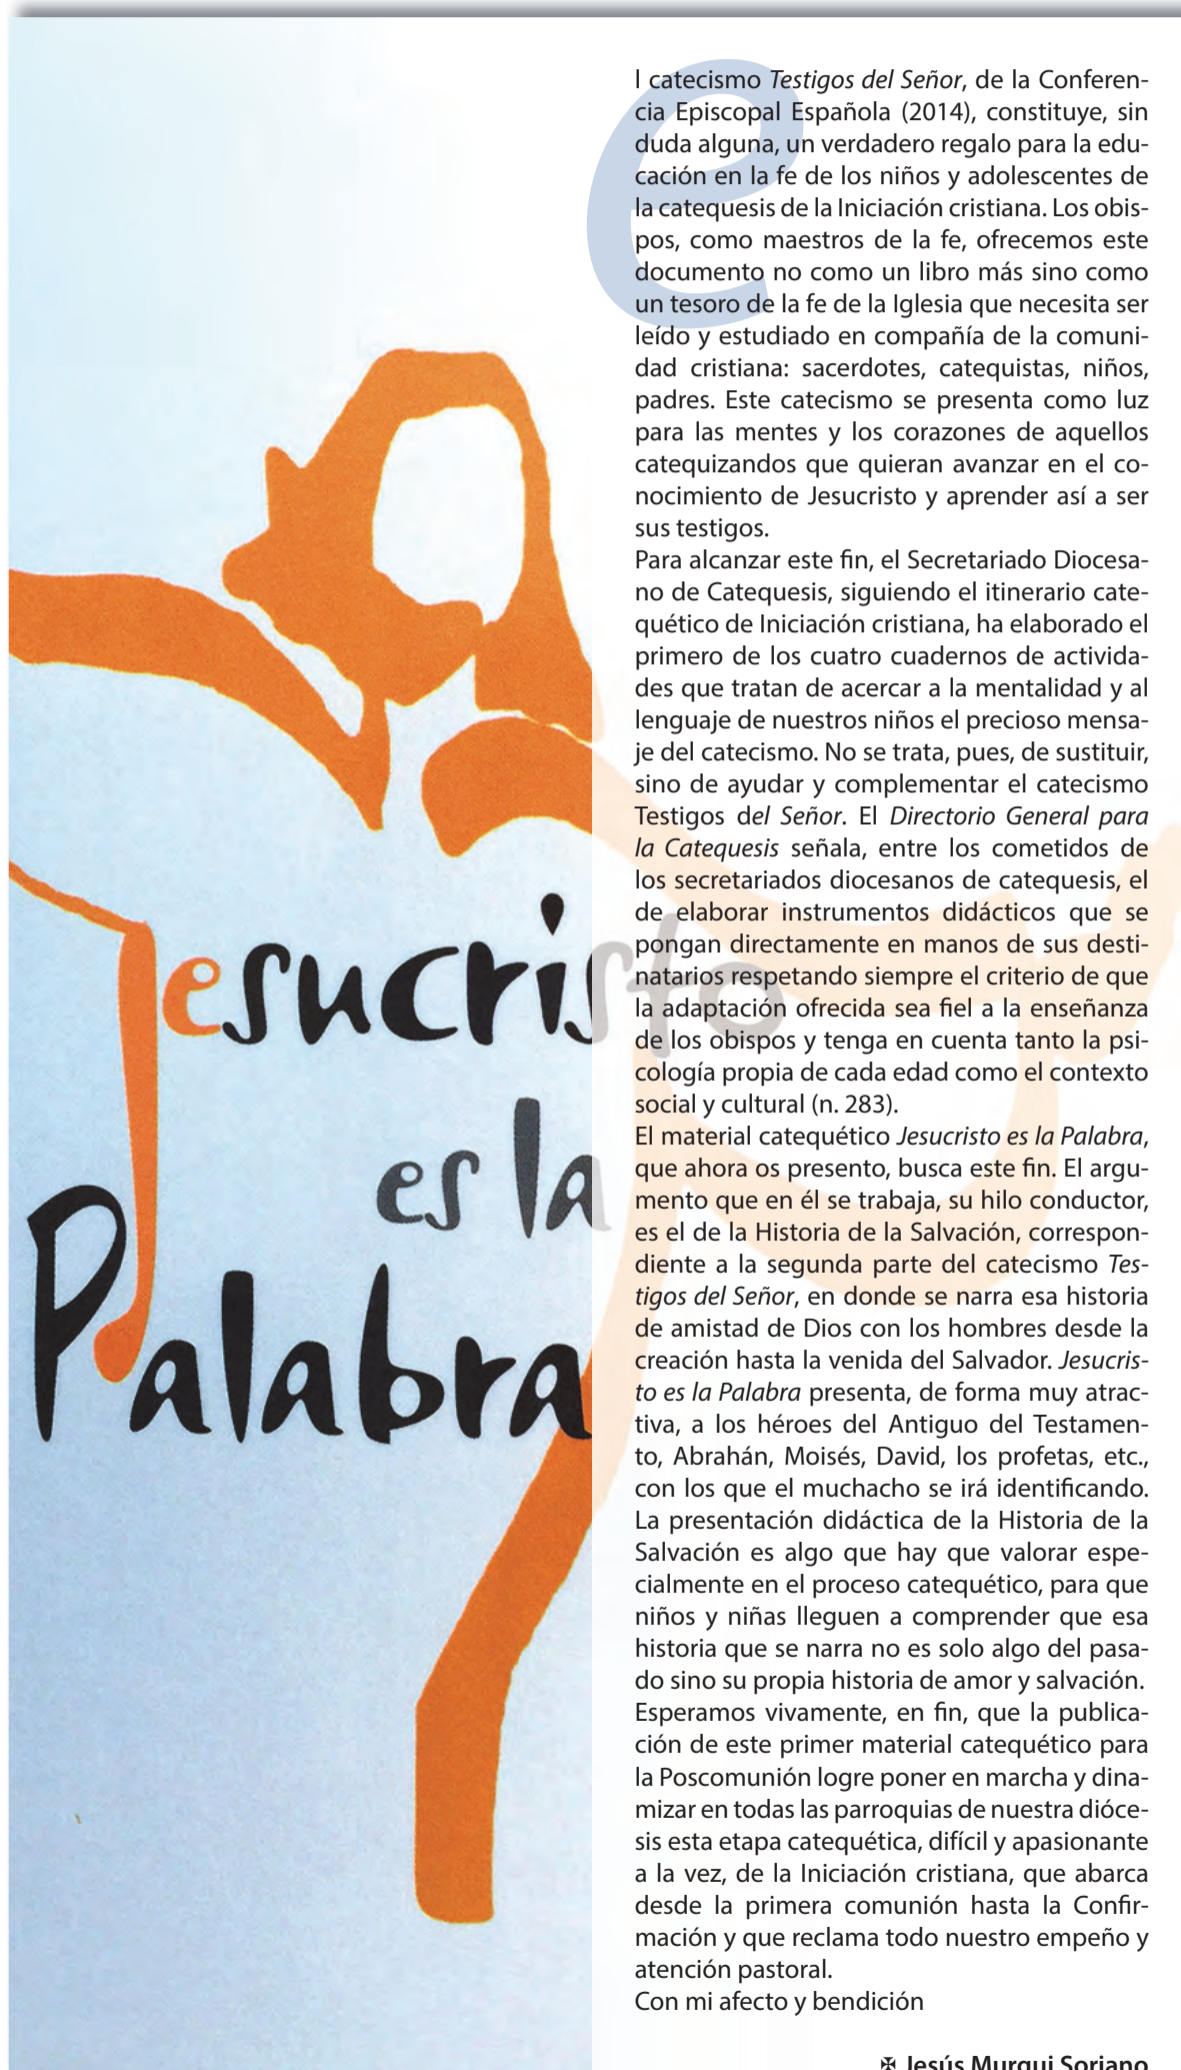 Jesucristo
es la
Palabra
e
l catecismo Testigos del Señor, de la Conferen-
cia Episcopal Española (2014), constituye, sin
duda alguna, un verdadero regalo para la edu-
cación en la fe de los niños y adolescentes de
la catequesis de la Iniciación cristiana. Los obis-
pos, como maestros de la fe, ofrecemos este
documento no como un libro más sino como
un tesoro de la fe de la Iglesia que necesita ser
leído y estudiado en compañía de la comuni-
dad cristiana: sacerdotes, catequistas, niños,
padres. Este catecismo se presenta como luz
para las mentes y los corazones de aquellos
catequizandos que quieran avanzar en el co-
nocimiento de Jesucristo y aprender así a ser
sus testigos.
Para alcanzar este fin, el Secretariado Diocesa-
no de Catequesis, siguiendo el itinerario cate-
quético de Iniciación cristiana, ha elaborado el
primero de los cuatro cuadernos de activida-
des que tratan de acercar a la mentalidad y al
lenguaje de nuestros niños el precioso mensa-
je del catecismo. No se trata, pues, de sustituir,
sino de ayudar y complementar el catecismo
Testigos del Señor. El Directorio General para
la Catequesis señala, entre los cometidos de
los secretariados diocesanos de catequesis, el
de elaborar instrumentos didácticos que se
pongan directamente en manos de sus desti-
natarios respetando siempre el criterio de que
la adaptación ofrecida sea fiel a la enseñanza
de los obispos y tenga en cuenta tanto la psi-
cología propia de cada edad como el contexto
social y cultural (n. 283).
El material catequético Jesucristo es la Palabra,
que ahora os presento, busca este fin. El argu-
mento que en él se trabaja, su hilo conductor,
es el de la Historia de la Salvación, correspon-
diente a la segunda parte del catecismo Tes-
tigos del Señor, en donde se narra esa historia
de amistad de Dios con los hombres desde la
creación hasta la venida del Salvador. Jesucris-
to es la Palabra presenta, de forma muy atrac-
tiva, a los héroes del Antiguo del Testamen-
to, Abrahán, Moisés, David, los profetas, etc.,
con los que el muchacho se irá identificando.
La presentación didáctica de la Historia de la
Salvación es algo que hay que valorar espe-
cialmente en el proceso catequético, para que
niños y niñas lleguen a comprender que esa
historia que se narra no es solo algo del pasa-
do sino su propia historia de amor y salvación.
Esperamos vivamente, en fin, que la publica-
ción de este primer material catequético para
la Poscomunión logre poner en marcha y dina-
mizar en todas las parroquias de nuestra dióce-
sis esta etapa catequética, difícil y apasionante
a la vez, de la Iniciación cristiana, que abarca
desde la primera comunión hasta la Confir-
mación y que reclama todo nuestro empeño y
atención pastoral.
Con mi afecto y bendición
✠ Jesús Murgui Soriano